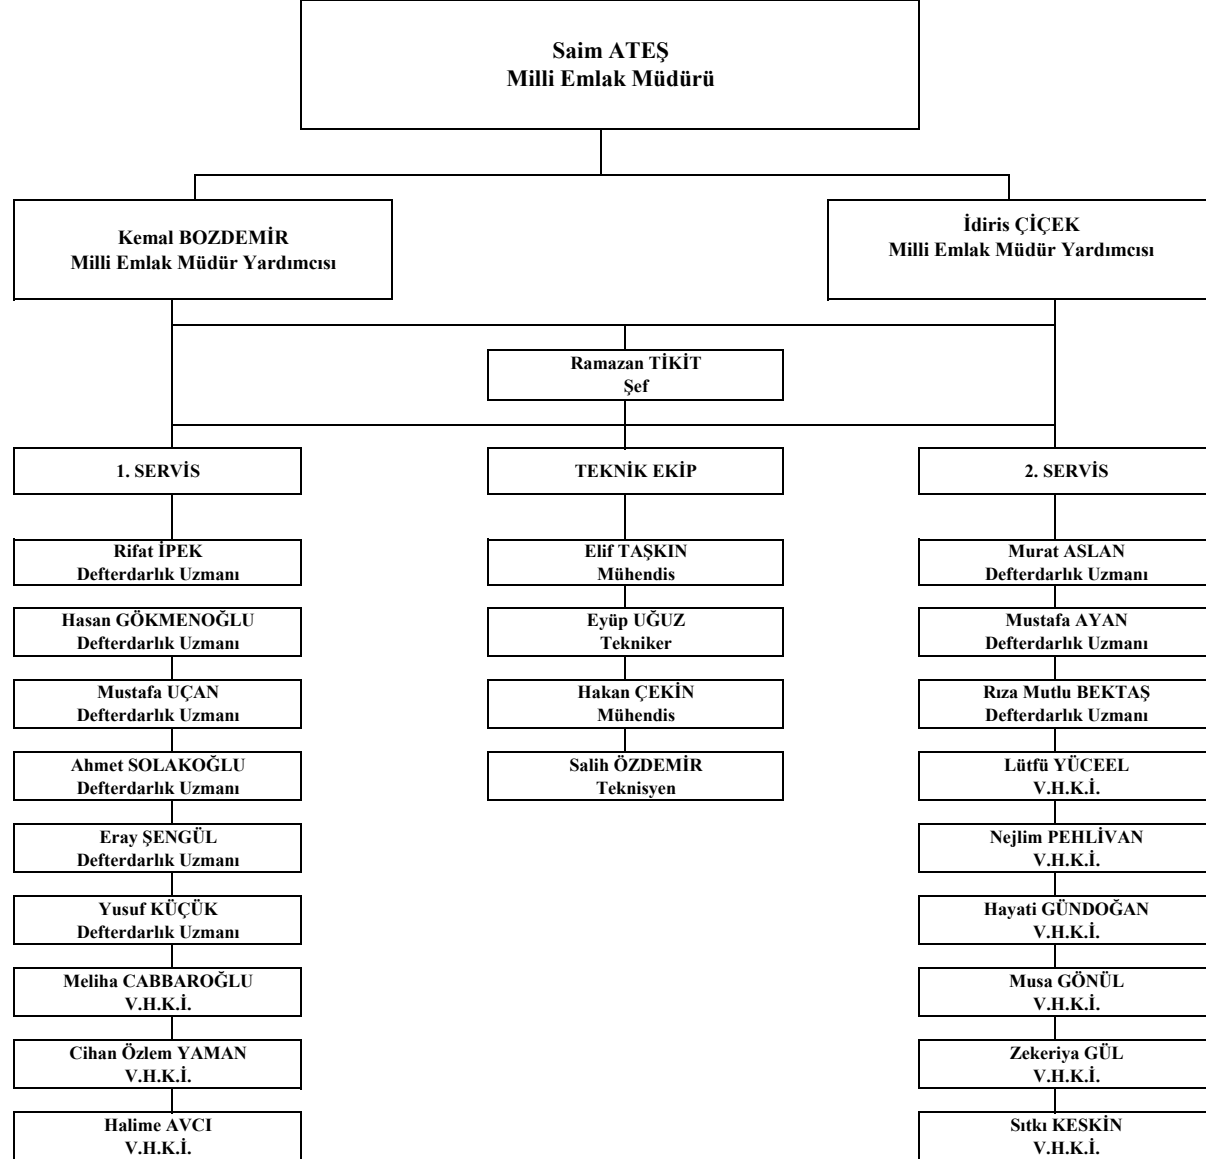 Saim ATEŞ
Milli Emlak Müdürü
Kemal BOZDEMİR
Milli Emlak Müdür Yardımcısı
İdiris ÇİÇEK
Milli Emlak Müdür Yardımcısı
Ramazan TİKİT
Şef
1. SERVİS
TEKNİK EKİP
2. SERVİS
Rifat İPEK
Defterdarlık Uzmanı
Elif TAŞKIN
Mühendis
Murat ASLAN
Defterdarlık Uzmanı
Hasan GÖKMENOĞLU
Defterdarlık Uzmanı
Eyüp UĞUZ
Tekniker
Mustafa AYAN
Defterdarlık Uzmanı
Mustafa UÇAN
Defterdarlık Uzmanı
Hakan ÇEKİN
Mühendis
Rıza Mutlu BEKTAŞ
Defterdarlık Uzmanı
Ahmet SOLAKOĞLU
Defterdarlık Uzmanı
Salih ÖZDEMİR
Teknisyen
Lütfü YÜCEEL
V.H.K.İ.
Eray ŞENGÜL
Defterdarlık Uzmanı
Nejlim PEHLİVAN
V.H.K.İ.
Yusuf KÜÇÜK
Defterdarlık Uzmanı
Hayati GÜNDOĞAN
V.H.K.İ.
Meliha CABBAROĞLU
V.H.K.İ.
Musa GÖNÜL
V.H.K.İ.
Cihan Özlem YAMAN
V.H.K.İ.
Zekeriya GÜL
V.H.K.İ.
Halime AVCI
V.H.K.İ.
Sıtkı KESKİN
V.H.K.İ.